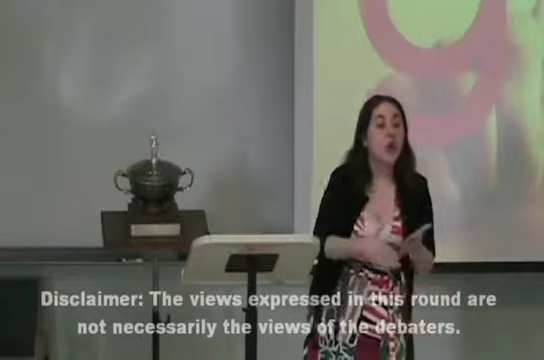 Disclaimer: The views expressed in this round are
not necessarily the views of the debaters.